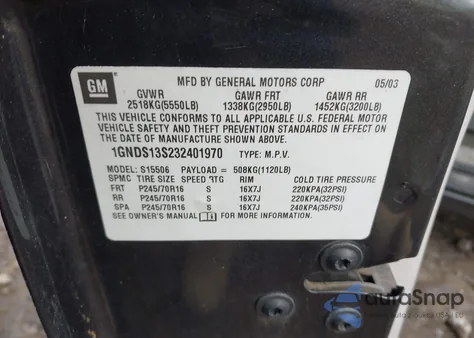 GM
MFD BY GENERAL MOTORS CORP 05/03
GVWR GAWR FRT GAWR RR
2518KG(5550LB) 1338KG(2950LB) 1452KG(3200LB)
THIS VEHICLE CONFORMS TO ALL APPLICABLE U.S. FEDERAL MOTOR
VEHICLE SAFETY AND THEFT PREVENTION STANDARDS IN EFFECT ON
THE DATE OF MANUFACTURE SHOWN ABOVE.
1GNDS13S232401970 TYPE: M.P.V.
MODEL: S15506 PAYLOAD = 508KG(1120LB)
SPMC TIRE SIZE SPEED RTG RIM COLD TIRE PRESSURE
FRT P245/70R16 S 16X7J 220KPA(32PSI)
RR P245/70R16 S 16X7J 220KPA(32PSI)
SPA P245/70R16 S 16X7J 240KPA(35PSI)
SEE OWNER'S MANUAL FOR MORE INFORMATION.
AuraSnap